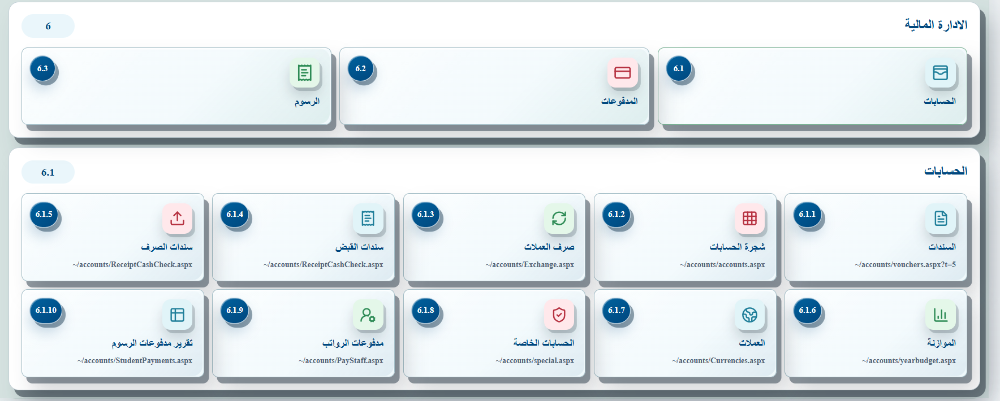 الادارة المالية
6
6.1
الحسابات
6.2
المدفوعات
6.3
الرسوم
الحسابات
6.1
6.1.1
السندات
~/accounts/vouchers.aspx?t=5
6.1.2
شجرة الحسابات
~/accounts/accounts.aspx
6.1.3
صرف العملات
~/accounts/Exchange.aspx
6.1.4
سندات القبض
~/accounts/ReceiptCashCheck.aspx
6.1.5
سندات الصرف
~/accounts/ReceiptCashCheck.aspx
6.1.6
الموازنة
~/accounts/yearbudget.aspx
6.1.7
العملات
~/accounts/Currencies.aspx
6.1.8
الحسابات الخاصة
~/accounts/special.aspx
6.1.9
مدفوعات الرواتب
~/accounts/PayStaff.aspx
6.1.10
تقرير مدفوعات الرسوم
~/accounts/StudentPayments.aspx